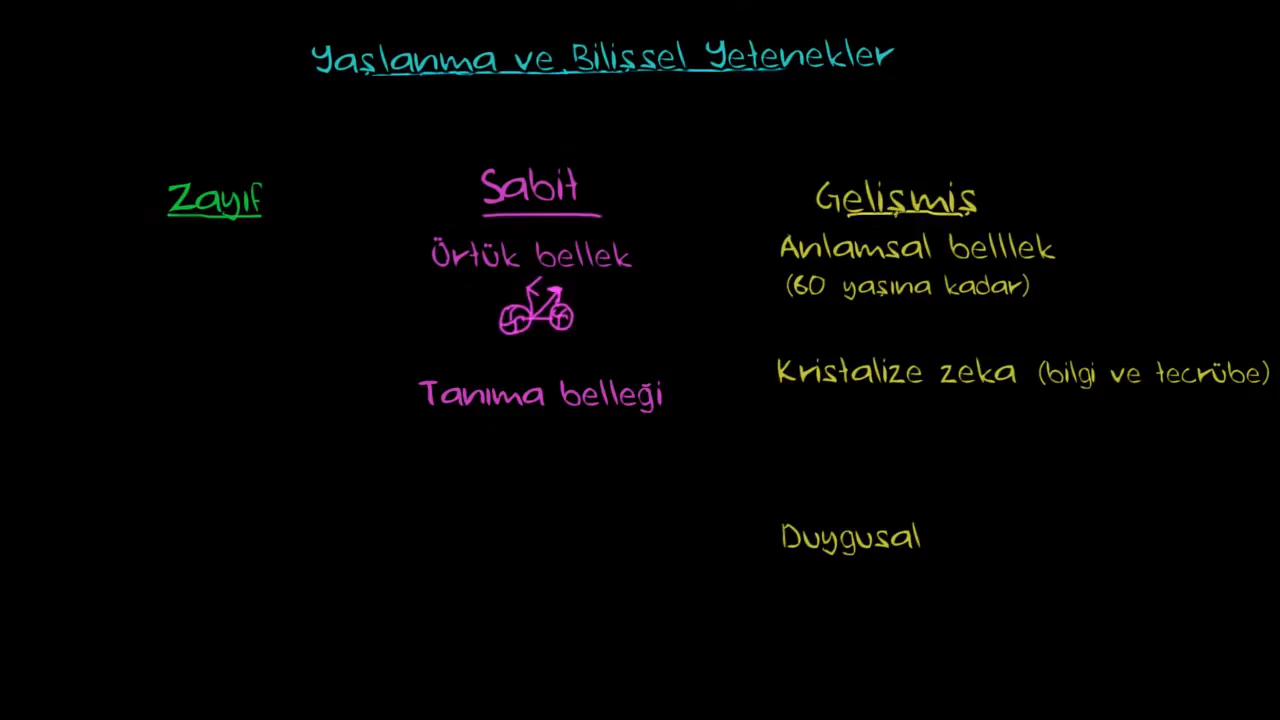 Yaşlanma ve Bilişsel Yetenekler
Zayıf
Sabit
Örtük bellek
Tanıma belleği
Gelişmiş
Anlamsal belllek
(60 yaşına kadar)
Kristalize zeka (bilgi ve tecrübe)
Duygusal